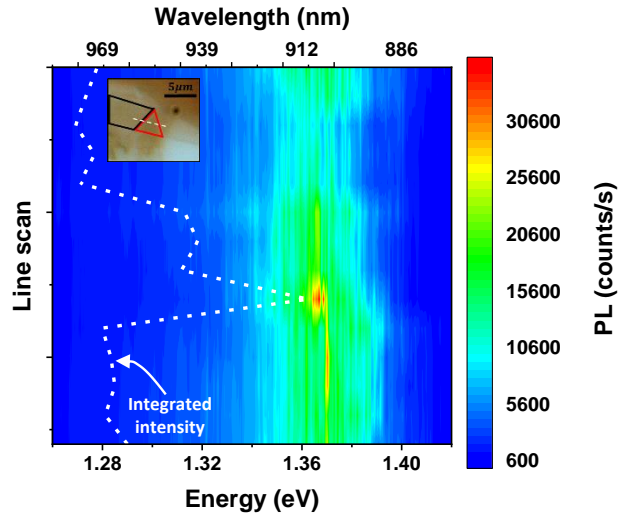 Wavelength (nm)
969 939 912 886
5μm
30600
25600
20600
15600
10600
5600
600
PL (counts/s)
Line scan
Integrated
intensity
1.28 1.32 1.36 1.40
Energy (eV)